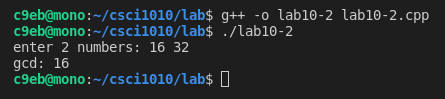 c9eb@mono:~/csci1010/lab$ g++ -o lab10-2 lab10-2.cpp
c9eb@mono:~/csci1010/lab$ ./lab10-2
enter 2 numbers: 16 32
gcd: 16
c9eb@mono:~/csci1010/lab$